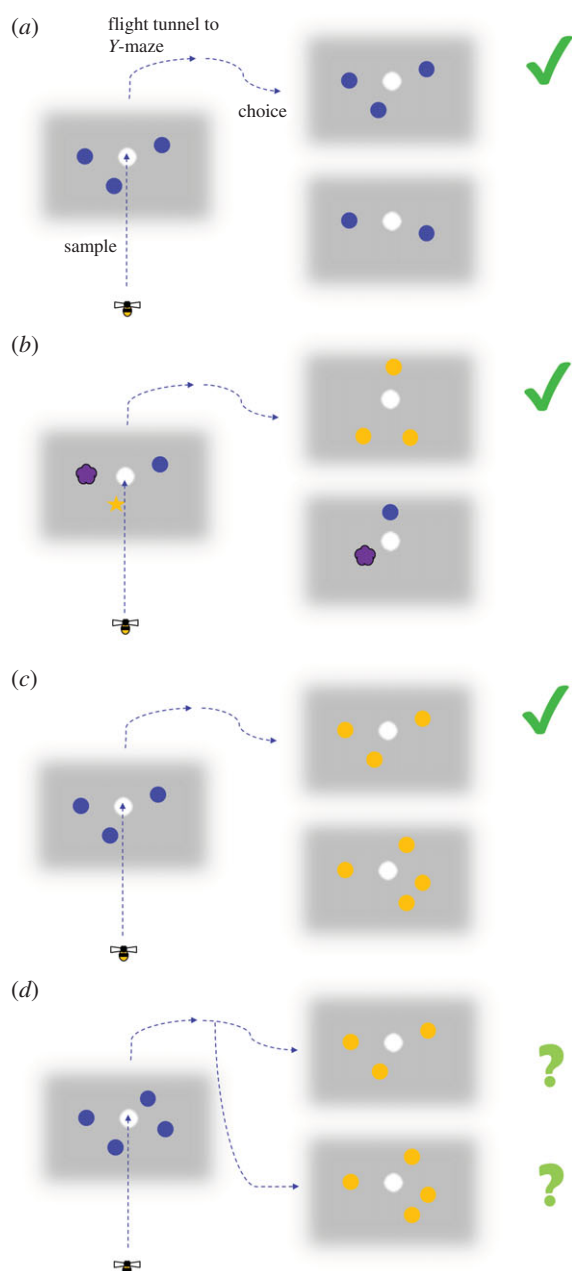 (a)
flight tunnel to
Y-maze
choice
sample
(b)
(c)
(d)
?
?